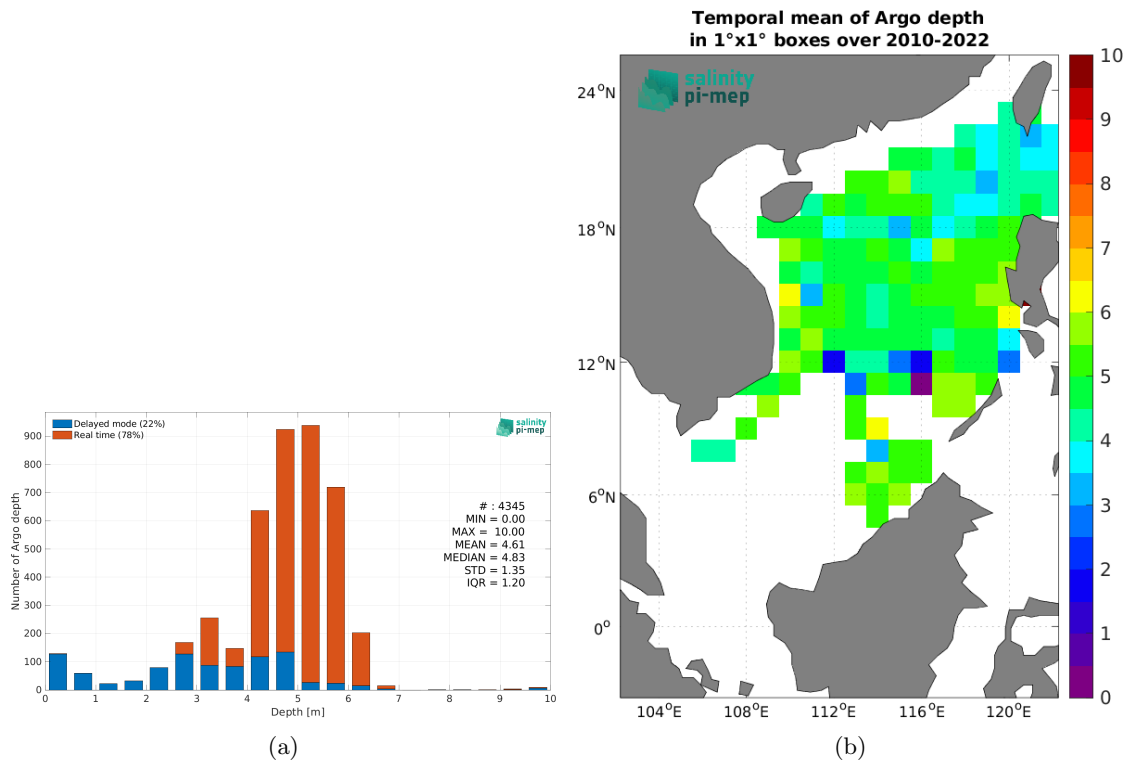 Delayed mode (22%)
Real time (78%)
salinity
pi-mep
# : 4345
MIN = 0.00
MAX =  10.00
MEAN = 4.61
MEDIAN = 4.83
STD = 1.35
IQR = 1.20
Number of Argo depth
900
800
700
600
500
400
300
200
100
0
0 1 2 3 4 5 6 7 8 9 10
Depth [m]
(a)
Temporal mean of Argo depth
in 1°x1° boxes over 2010-2022
salinity
pi-mep
24°N
18°N
12°N
6°N
0°
104°E 108°E 112°E 116°E 120°E
10
9
8
7
6
5
4
3
2
1
0
(b)